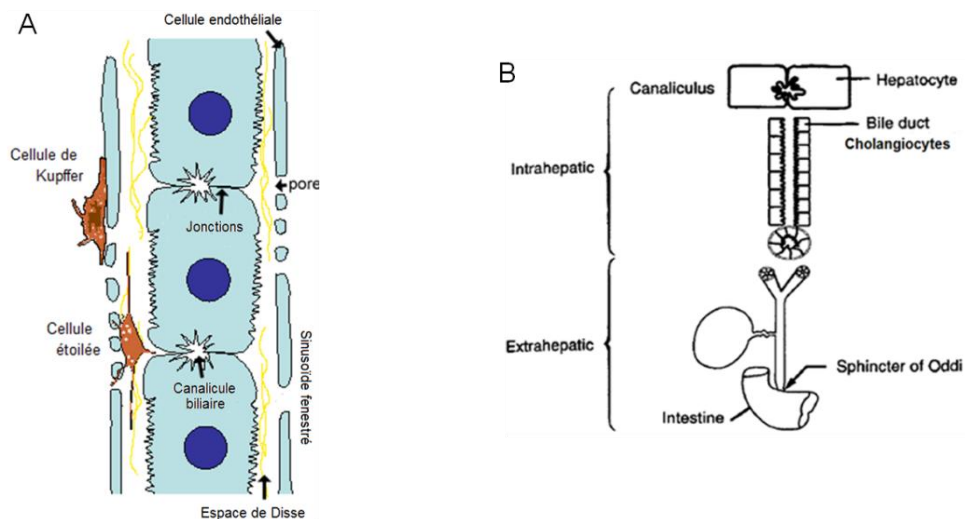 A
Cellule endothéliale
Cellule de
Kupffer
pore
Jonctions
Cellule
étoilée
Canalicule
biliaire
Sinusoïde fenestré
Espace de Disse
B
Canaliculus
Hepatocyte
Bile duct
Cholangiocytes
Intrahepatic
Extrahepatic
Sphincter of Oddi
Intestine